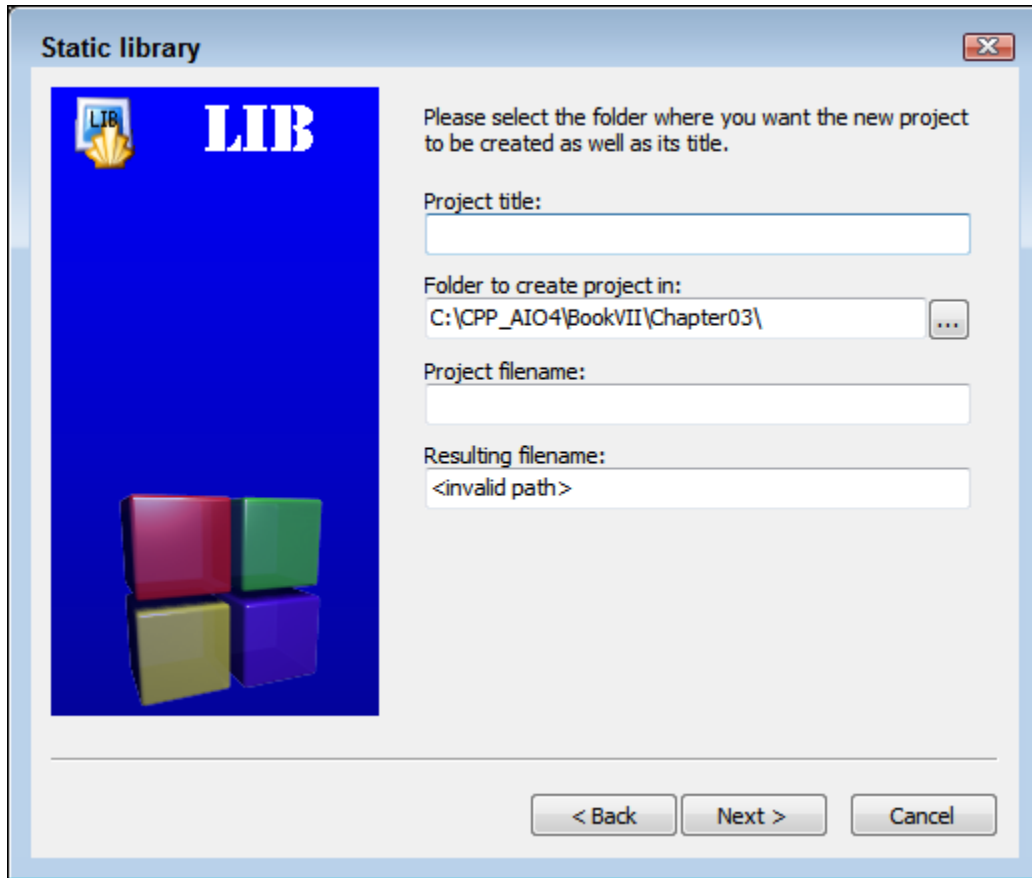 Static library
LIB
LIB
Please select the folder where you want the new project
to be created as well as its title.
Project title:
Folder to create project in:
C:\CPP_AIO4\BookVII\Chapter03\
...
Project filename:
Resulting filename:
<invalid path>
< Back
Next >
Cancel